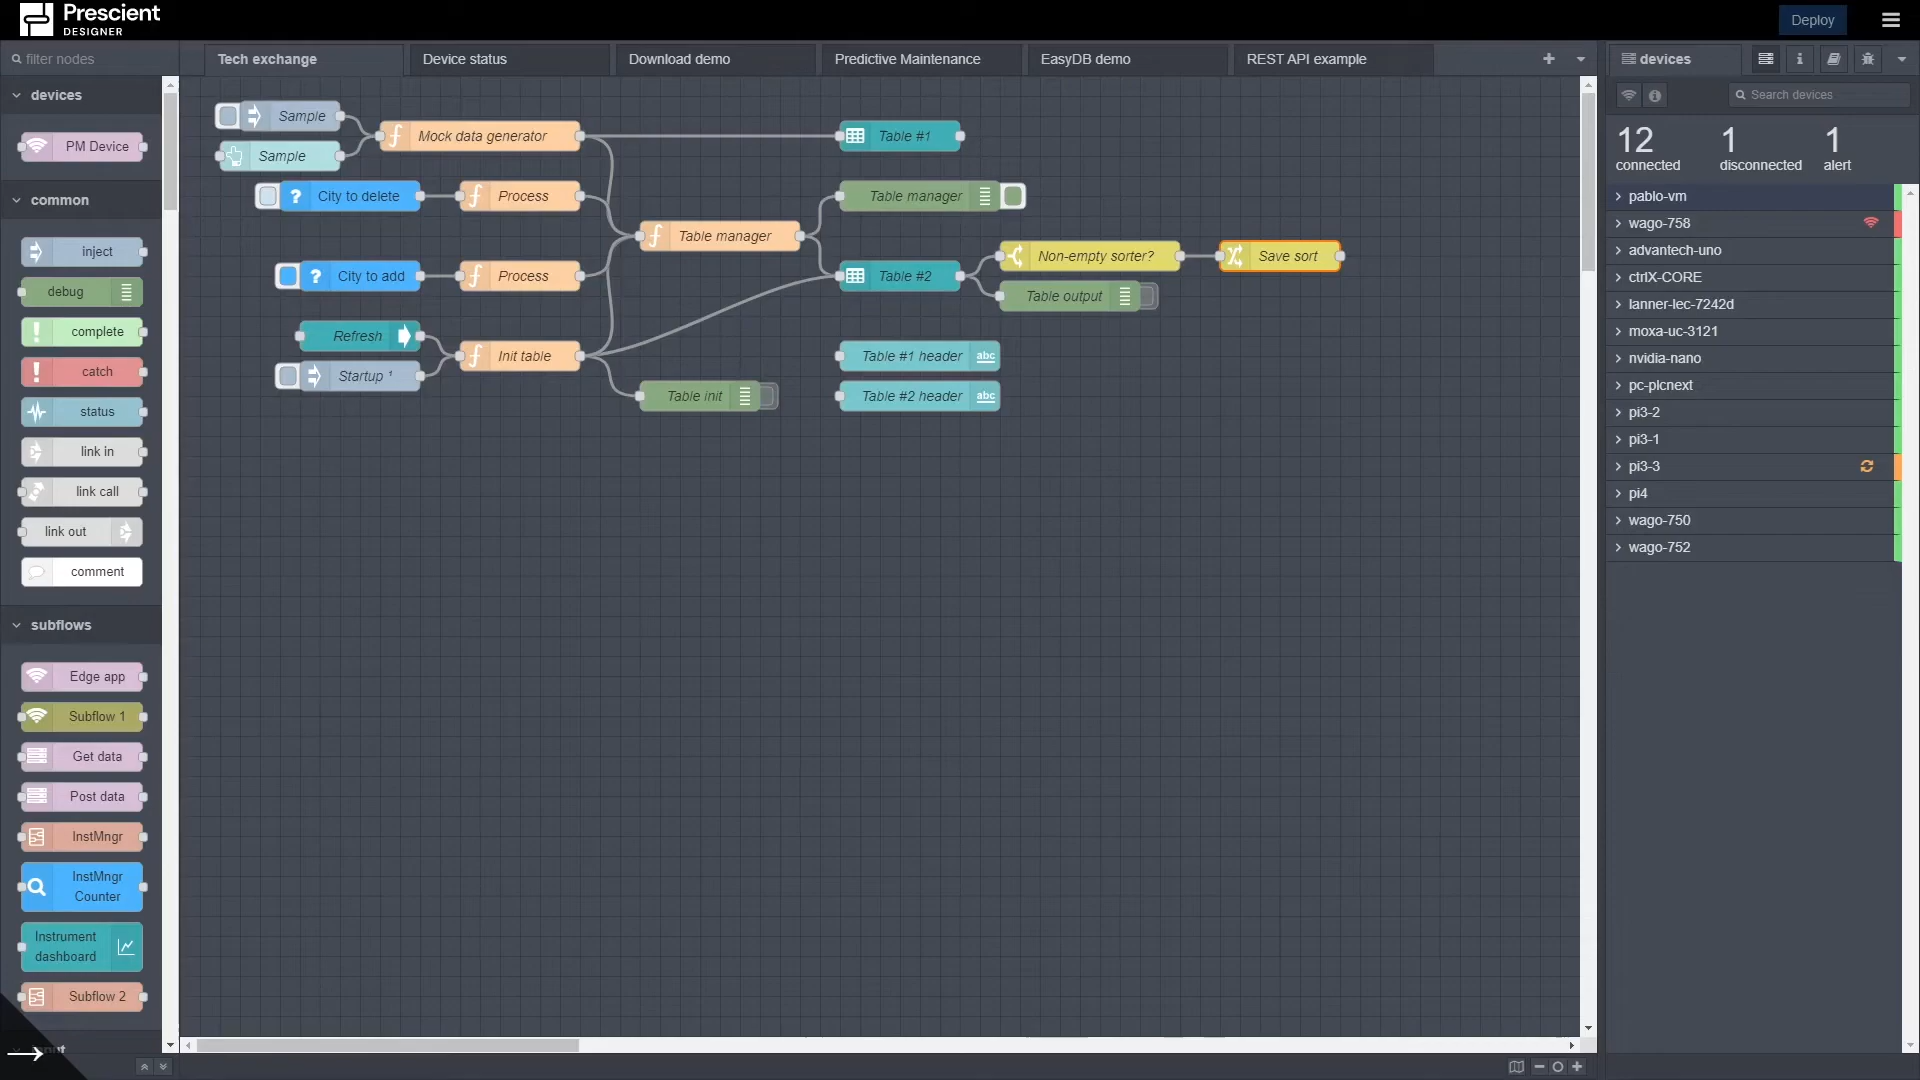 Prescient
DESIGNER
Deploy
filter nodes
Tech exchange
Device status
Download demo
Predictive Maintenance
EasyDB demo
REST API example
devices
devices
PM Device
common
inject
debug
complete
catch
status
link in
link call
link out
comment
subflows
Edge app
Subflow 1
Get data
Post data
InstMngr
InstMngr
Counter
Instrument
dashboard
Subflow 2
Sample
Sample
Mock data generator
Table #1
City to delete
Process
Table manager
Table manager
Non-empty sorter?
Save sort
City to add
Process
Table #2
Table output
Refresh
Init table
Startup ¹
Table init
Table #1 header
abc
Table #2 header
abc
Search devices
12
connected
1
disconnected
1
alert
pablo-vm
wago-758
advantech-uno
ctrlX-CORE
lanner-lec-7242d
moxa-uc-3121
nvidia-nano
pc-plcnext
pi3-2
pi3-1
pi3-3
pi4
wago-750
wago-752